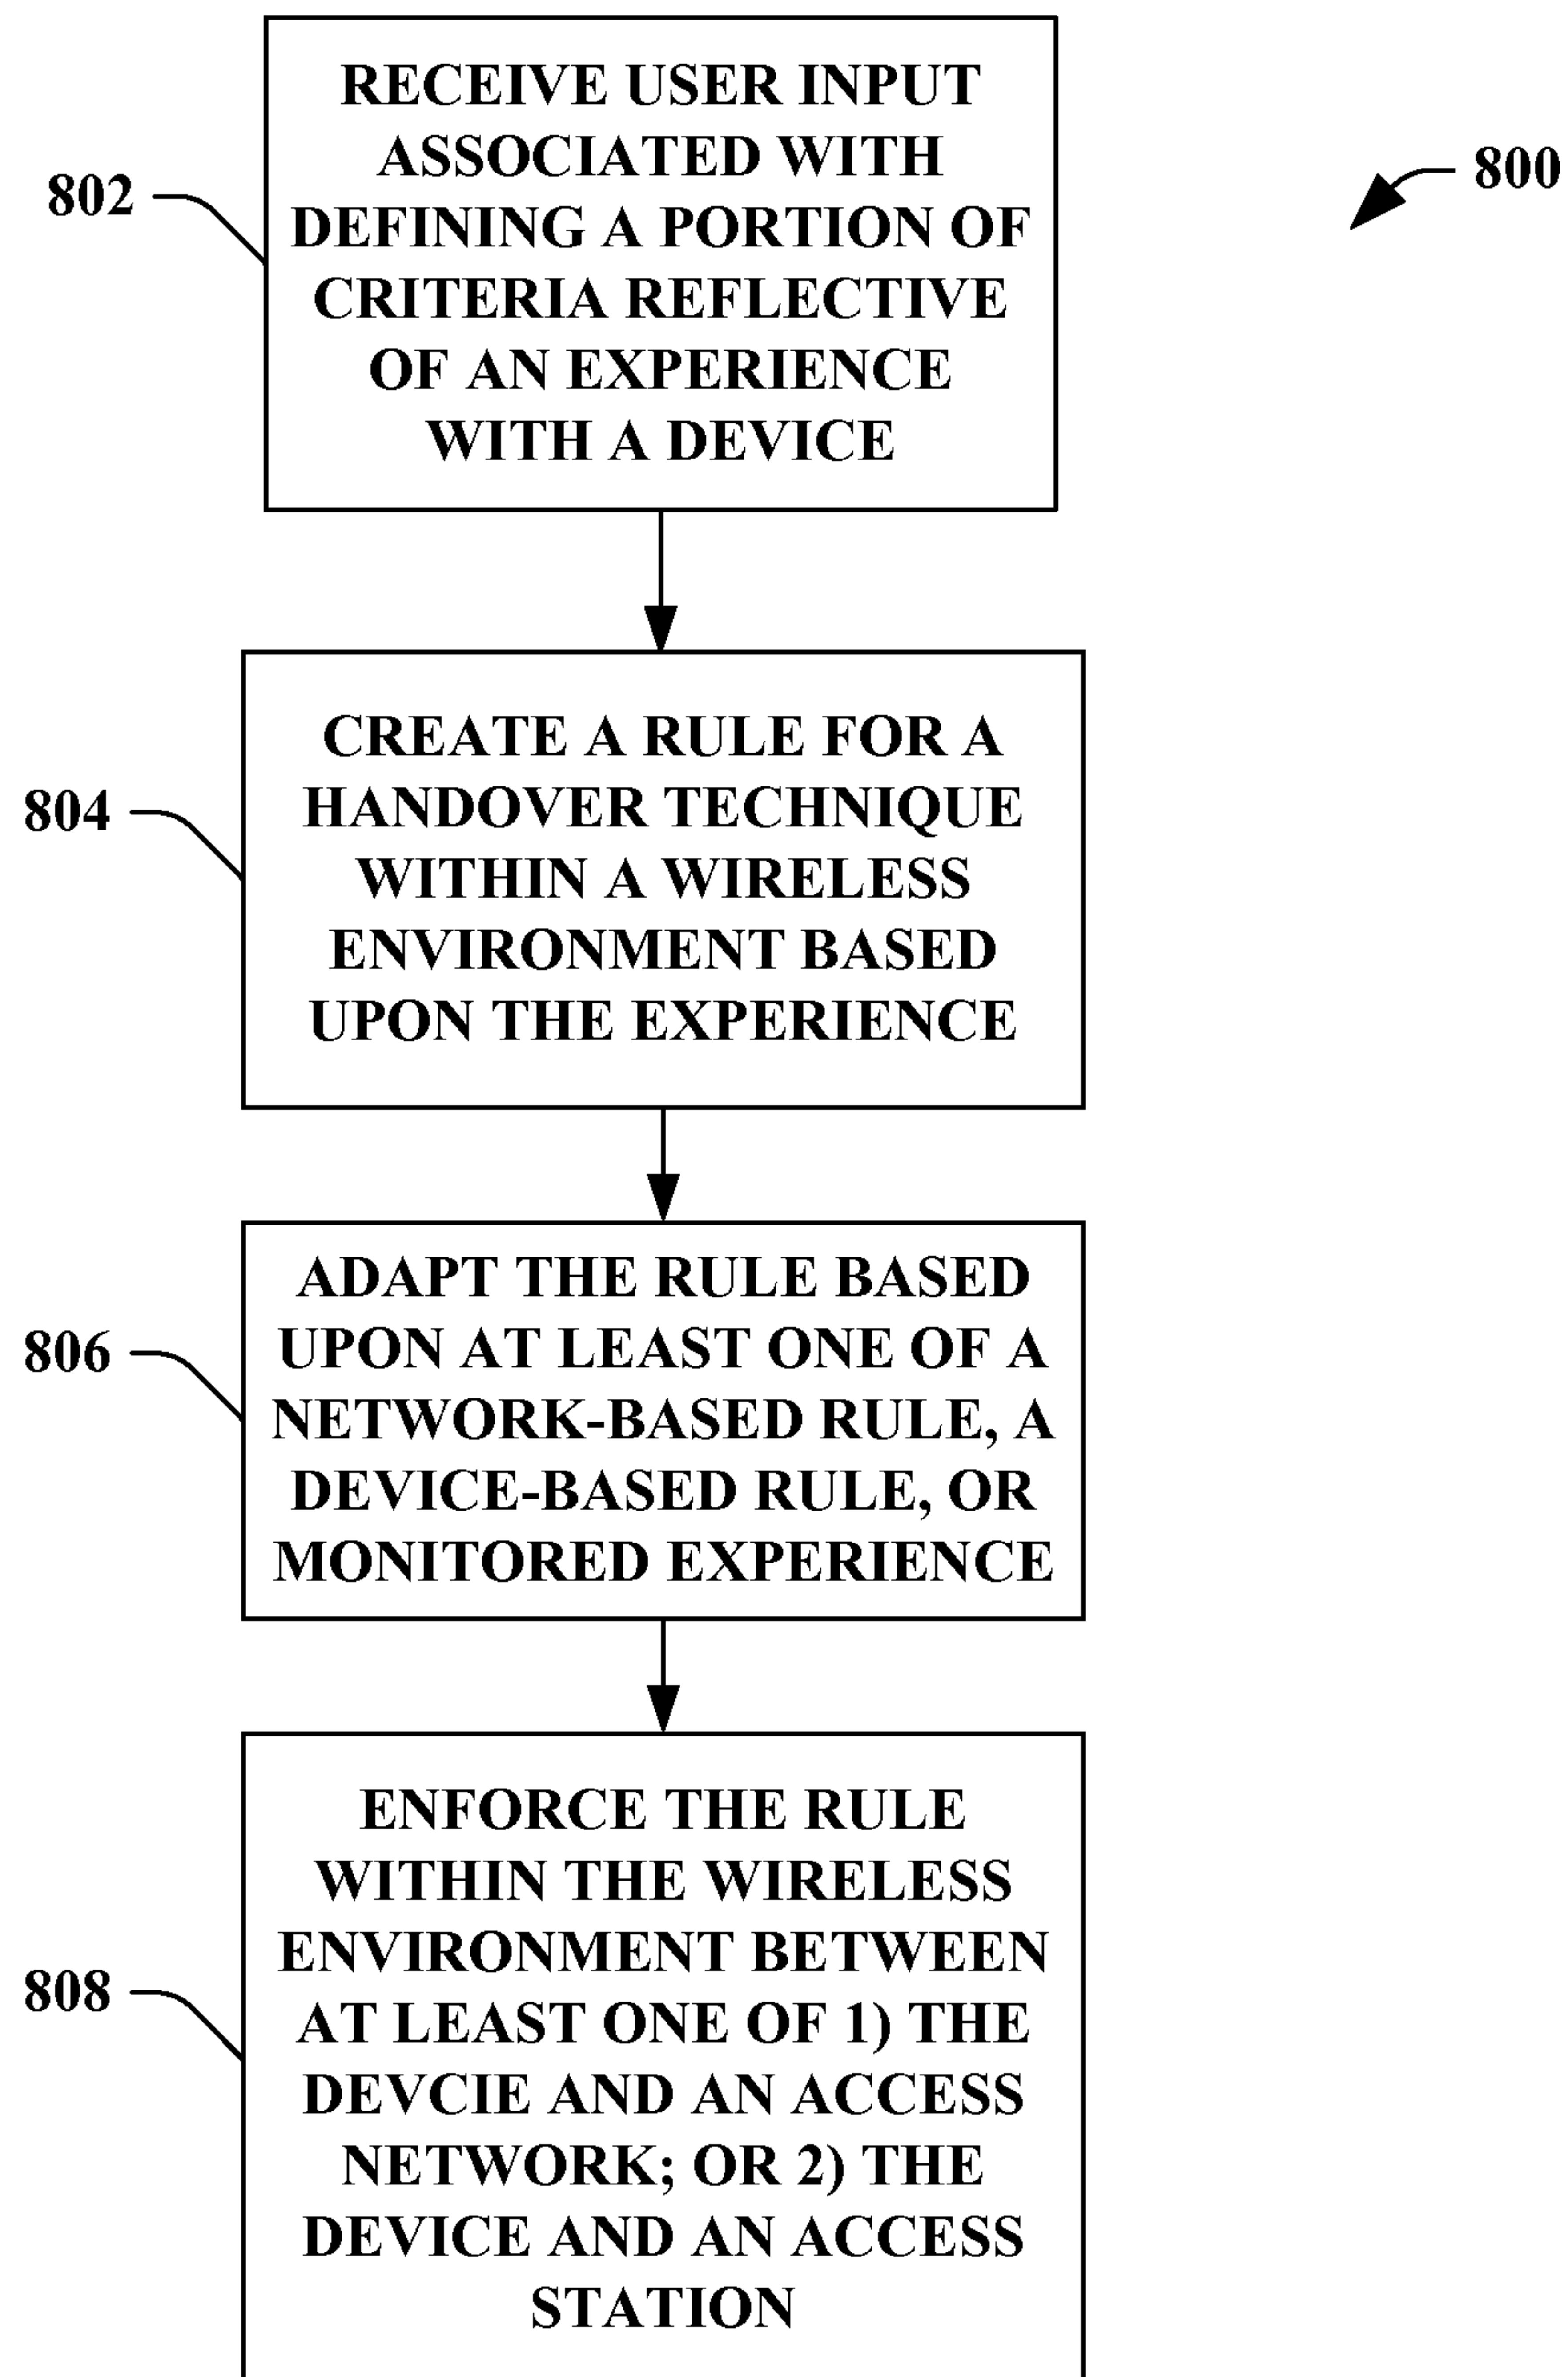 RECEIVE USER INPUT
ASSOCIATED WITH
DEFINING A PORTION OF
CRITERIA REFLECTIVE
OF AN EXPERIENCE
WITH A DEVICE
802
800
CREATE A RULE FOR A
HANDOVER TECHNIQUE
WITHIN A WIRELESS
ENVIRONMENT BASED
UPON THE EXPERIENCE
804
ADAPT THE RULE BASED
UPON AT LEAST ONE OF A
NETWORK-BASED RULE, A
DEVICE-BASED RULE, OR
MONITORED EXPERIENCE
806
ENFORCE THE RULE
WITHIN THE WIRELESS
ENVIRONMENT BETWEEN
AT LEAST ONE OF 1) THE
DEVCIE AND AN ACCESS
NETWORK; OR 2) THE
DEVICE AND AN ACCESS
STATION
808